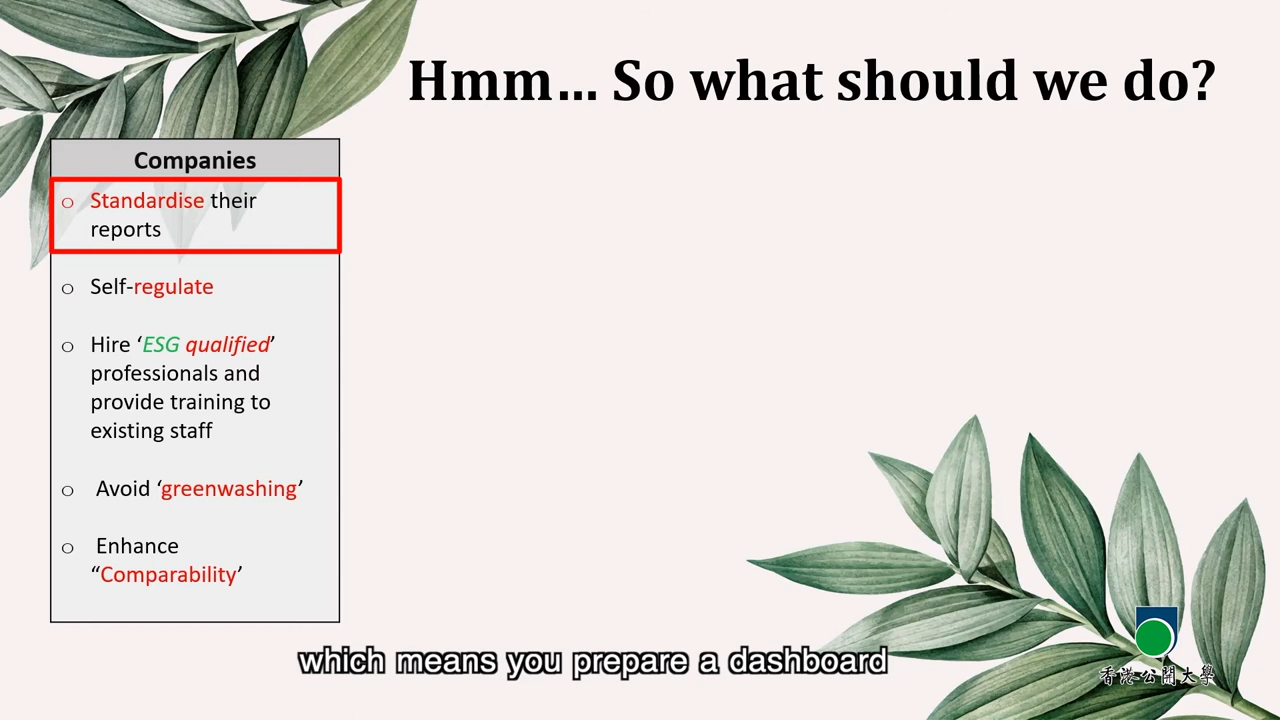 Hmm... So what should we do?
Companies
○ Standardise their
reports
○ Self-regulate
○ Hire ‘ESG qualified’
professionals and
provide training to
existing staff
○ Avoid ‘greenwashing’
○ Enhance
“Comparability’
which means you prepare a dashboard
香港公開大學